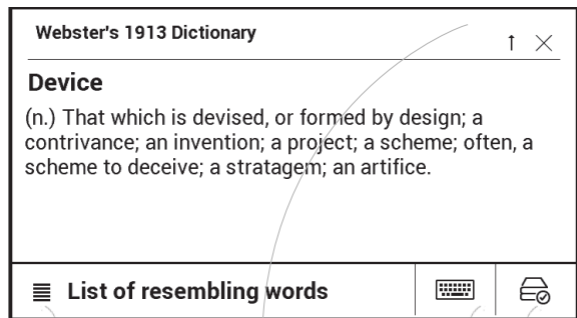 Webster's 1913 Dictionary
Device
(n.) That which is devised, or formed by design; a
contrivance; an invention; a project; a scheme; often, a
scheme to deceive; a stratagem; an artifice.
List of resembling words